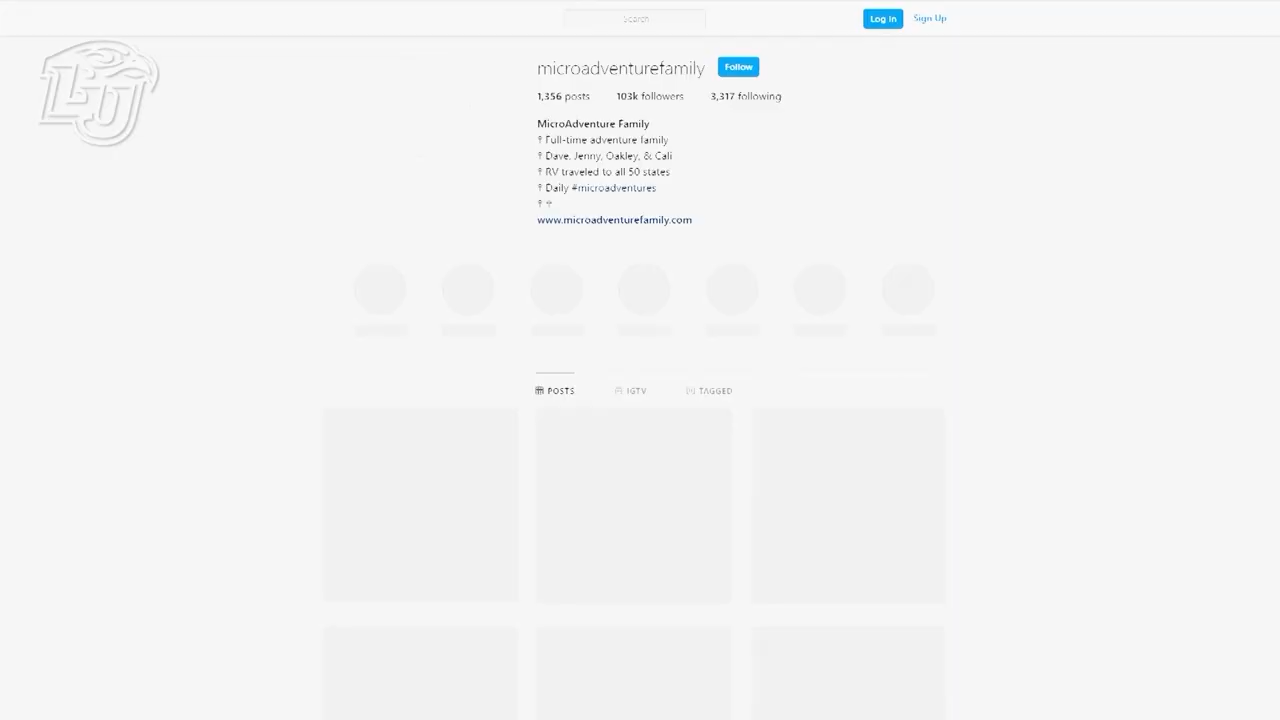 Search
Log In
Sign Up
LU
microadventurefamily
Follow
1,356 posts
103k followers
3,317 following
MicroAdventure Family
Full-time adventure family
Dave, Jenny, Oakley, & Cali
RV traveled to all 50 states
Daily #microadventures
www.microadventurefamily.com
POSTS
IGTV
TAGGED